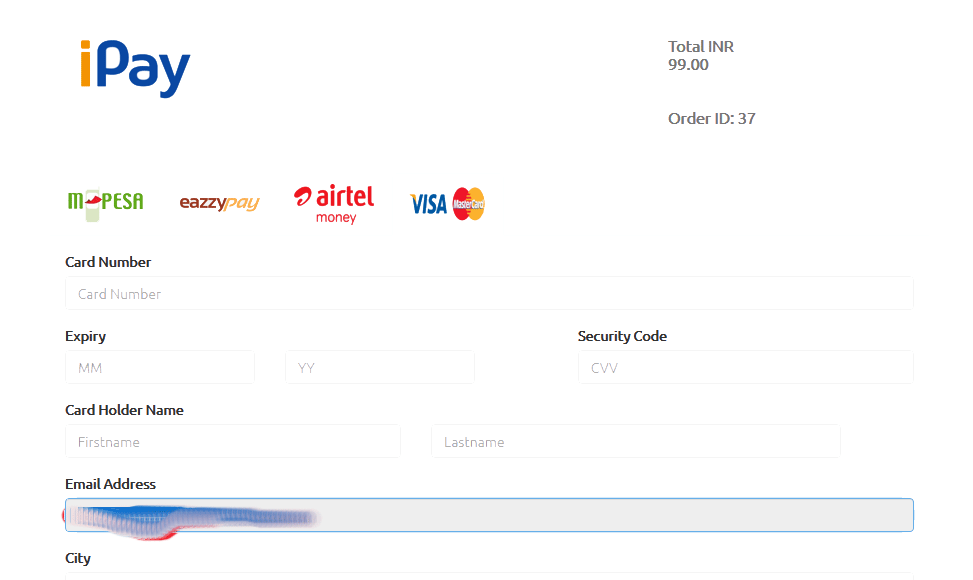 iPay
Total INR
99.00
Order ID: 37
M-PESA
eazzypay
airtel
money
VISA MasterCard
Card Number
Card Number
Expiry
Security Code
MM
YY
CVV
Card Holder Name
Firstname
Lastname
Email Address
City